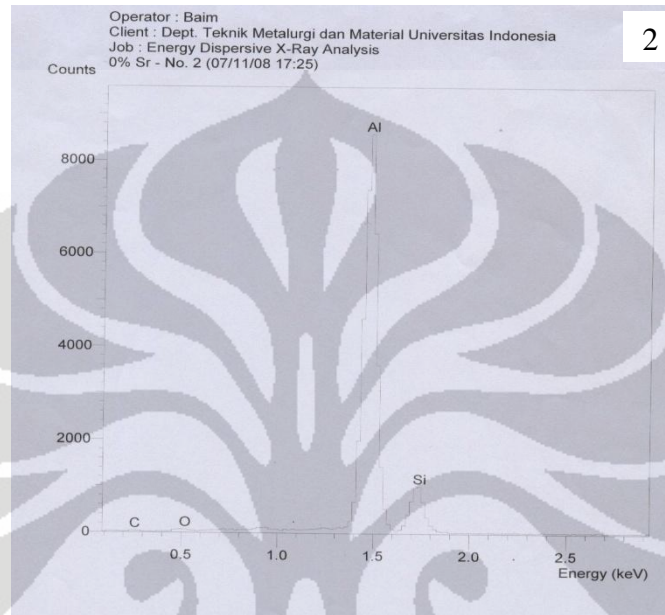 Operator : Baim
Client : Dept. Teknik Metalurgi dan Material Universitas Indonesia
Job : Energy Dispersive X-Ray Analysis
0% Sr - No. 2 (07/11/08 17:25)
2
Counts
Al
8000
6000
4000
2000
Si
C O
0
0.5 1.0 1.5 2.0 2.5
Energy (keV)